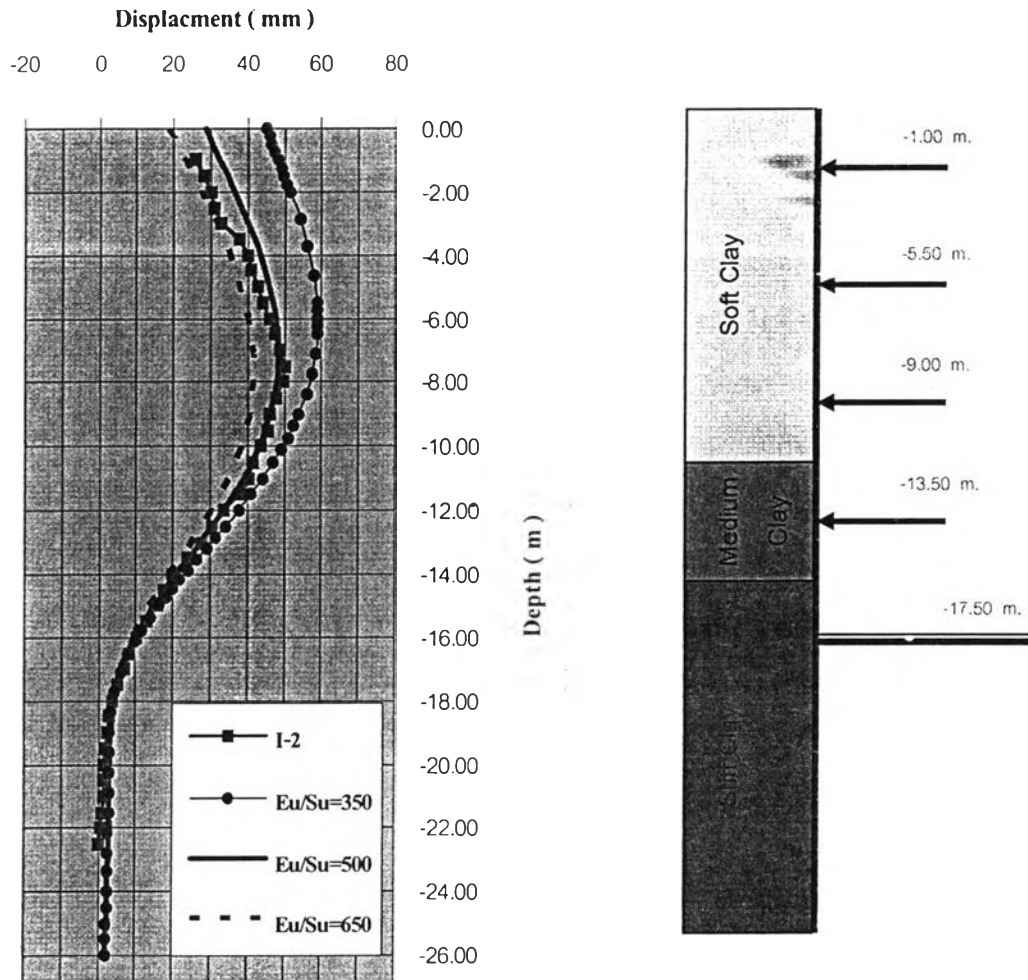 Displacment ( mm )
-20 0 20 40 60 80
0.00
-2.00
-4.00
-6.00
-8.00
-10.00
-12.00
-14.00
-16.00
-18.00
-20.00
-22.00
-24.00
-26.00
Depth ( m )
I-2
Eu/Su=350
Eu/Su=500
Eu/Su=650
Soft Clay
Medium
Clay
Stiff Clay
-1.00 m.
-5.50 m.
-9.00 m.
-13.50 m.
-17.50 m.